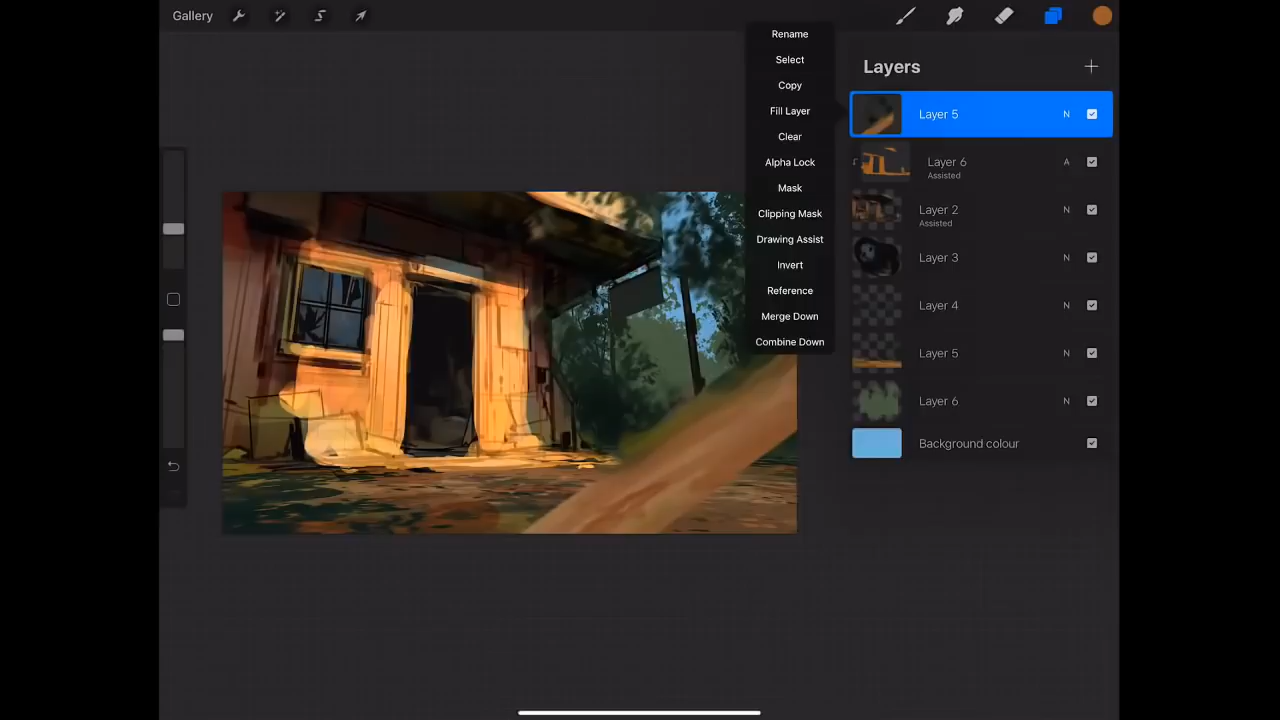 Gallery
Rename
Select
Copy
Fill Layer
Clear
Alpha Lock
Mask
Clipping Mask
Drawing Assist
Invert
Reference
Merge Down
Combine Down
Layers
Layer 5 N
Layer 6 A
Assisted
Layer 2 N
Assisted
Layer 3 N
Layer 4 N
Layer 5 N
Layer 6 N
Background colour